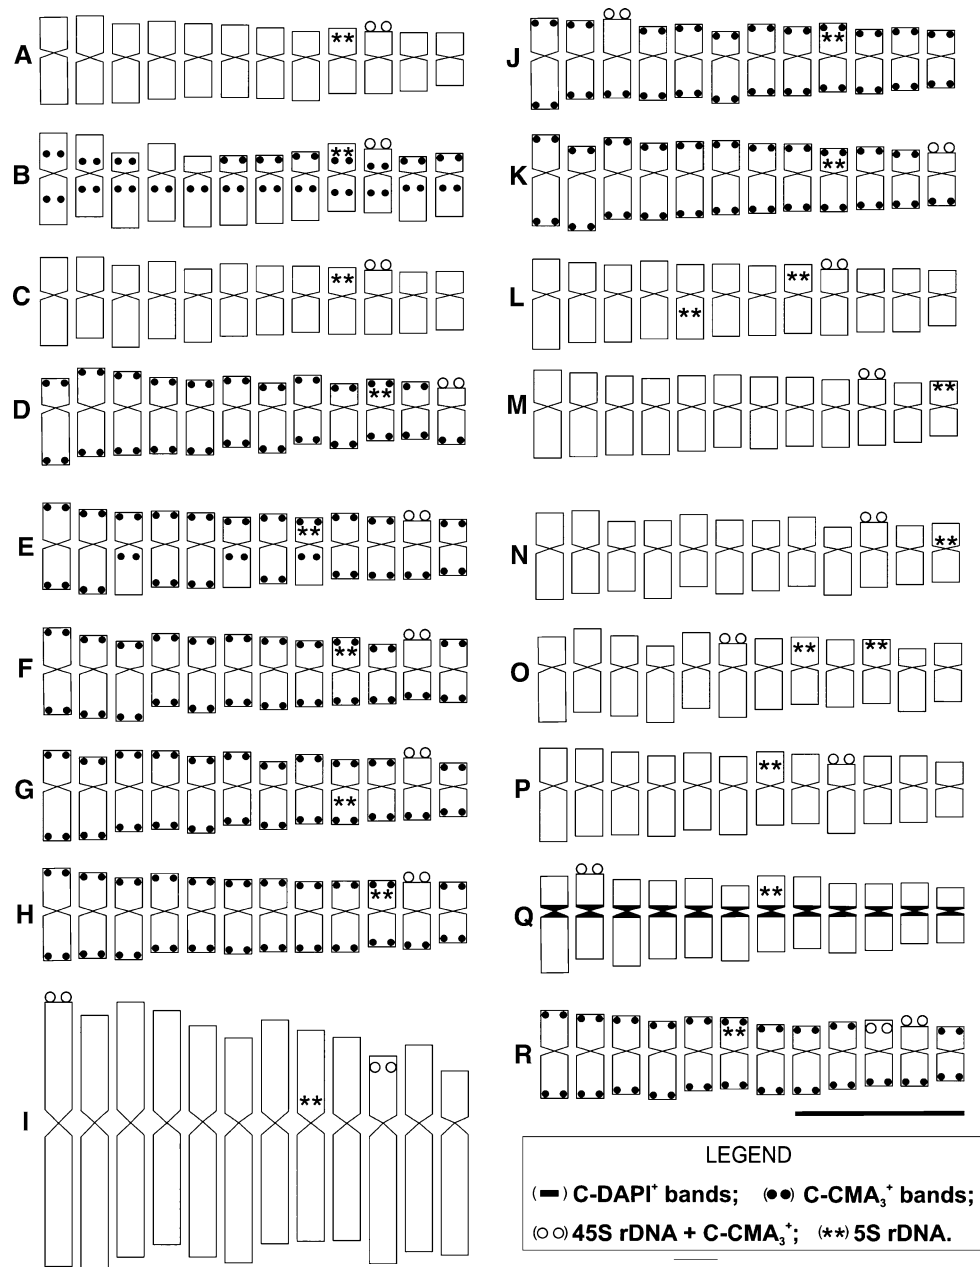 A
B
C
D
E
F
G
H
I
J
K
L
M
N
O
P
Q
R
LEGEND
(▬) C-DAPI⁺ bands; (●●) C-CMA₃⁺ bands;
(○○) 45S rDNA + C-CMA₃⁺; (**) 5S rDNA.